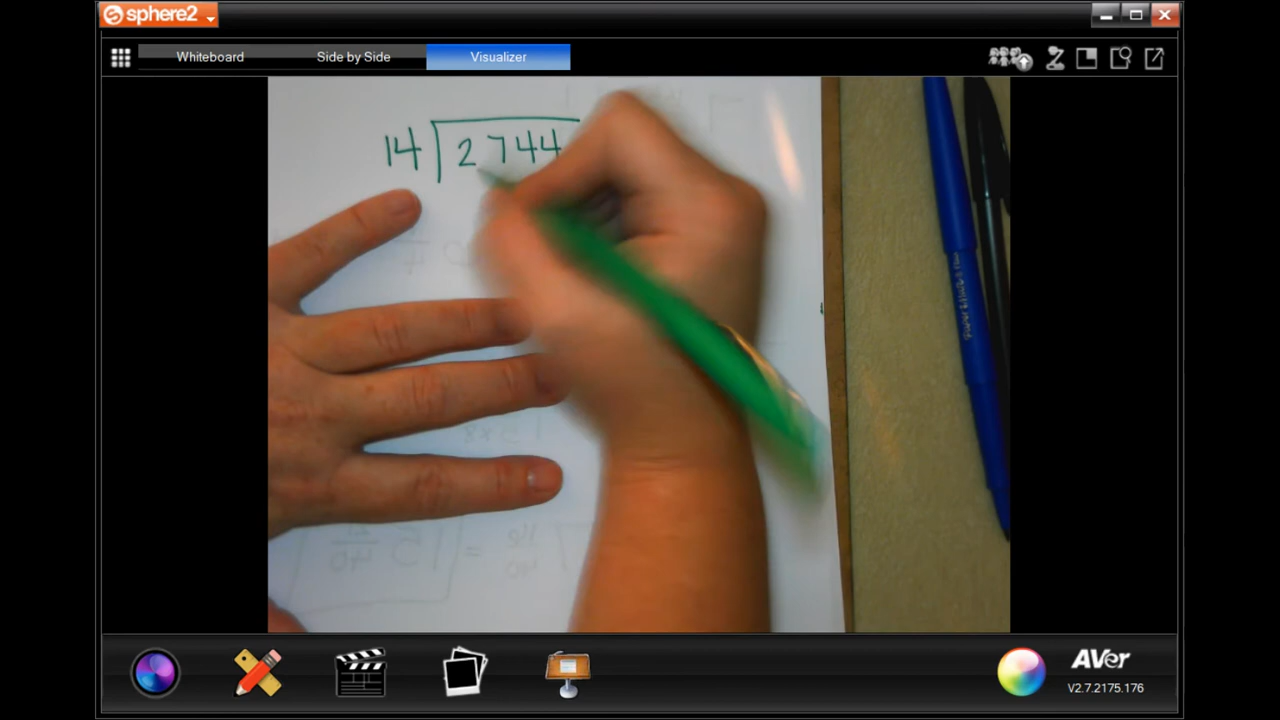 sphere2
Whiteboard Side by Side Visualizer
14 2744
AVer
V2.7.2175.176